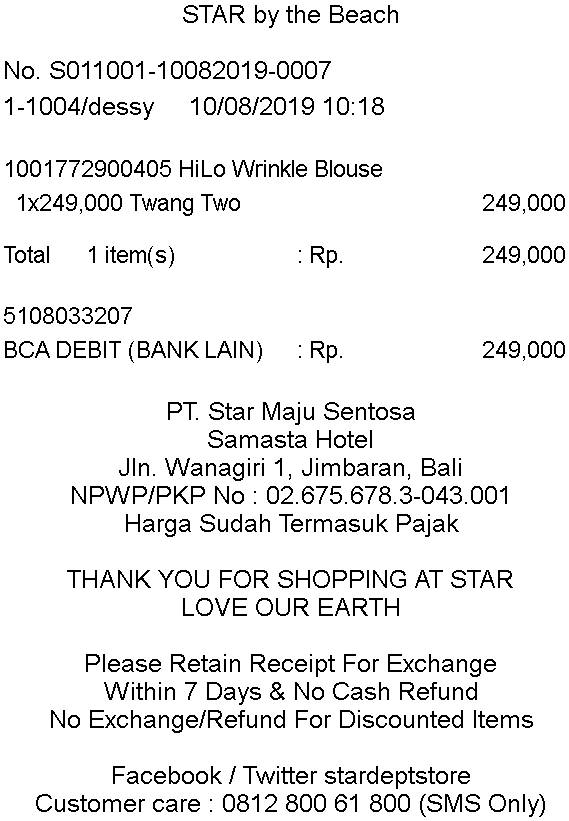 STAR by the Beach
No. S011001-10082019-0007
1-1004/dessy 10/08/2019 10:18
1001772900405 HiLo Wrinkle Blouse
1x249,000 Twang Two 249,000
Total 1 item(s) : Rp. 249,000
5108033207
BCA DEBIT (BANK LAIN) : Rp. 249,000
PT. Star Maju Sentosa
Samasta Hotel
Jln. Wanagiri 1, Jimbaran, Bali
NPWP/PKP No : 02.675.678.3-043.001
Harga Sudah Termasuk Pajak
THANK YOU FOR SHOPPING AT STAR
LOVE OUR EARTH
Please Retain Receipt For Exchange
Within 7 Days & No Cash Refund
No Exchange/Refund For Discounted Items
Facebook / Twitter stardeptstore
Customer care : 0812 800 61 800 (SMS Only)